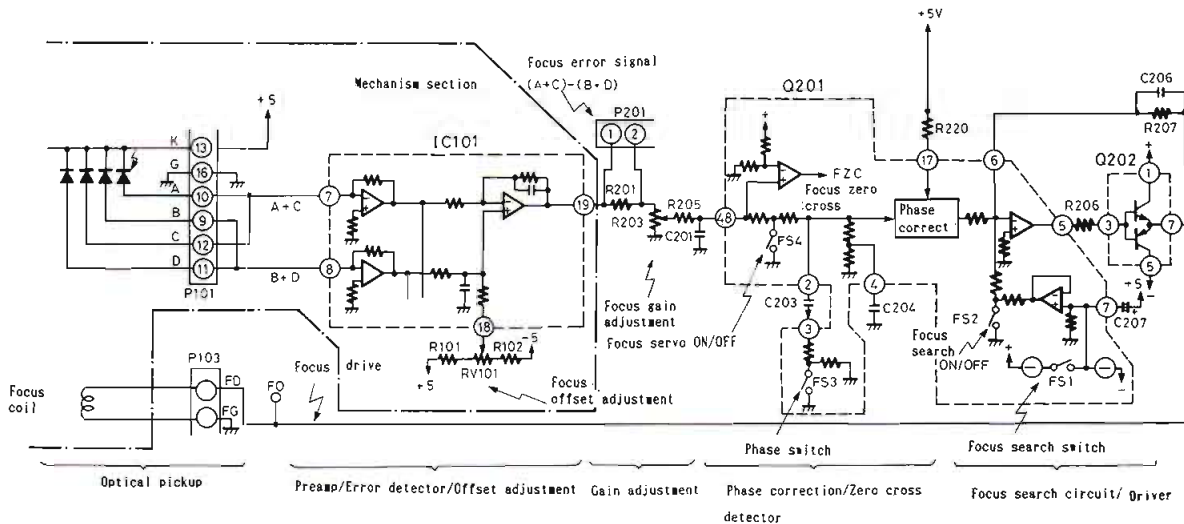 +5V
C206
R207
Focus error signal
(A+C)-(B+D)
Mechanism section
Q201
P201
1 2
+5
IC101
R220
17
6
Q202
+
1
K 13
G 16
A 10
B 9
C 12
D 11
P101
A+C
7
B+D
8
19
R201
R203
R205
C201
48
+
FZC
Focus zero
cross
FS4
Phase
correct
5
R206
3
7
5
+5
-
2
C203
3
4
C204
FS3
FS2
7
C207
Focus
search
ON/OFF
+
FS1
-
Focus gain
adjustment
Focus servo ON/OFF
18
R101
RV101
R102
-5
+5
Focus
offset adjustment
Focus
drive
FO
P103
FD
FG
Focus
coil
Phase switch
Focus search switch
Optical pickup
Preamp/Error detector/Offset adjustment
Gain adjustment
Phase correction/Zero cross
detector
Focus search circuit/ Driver